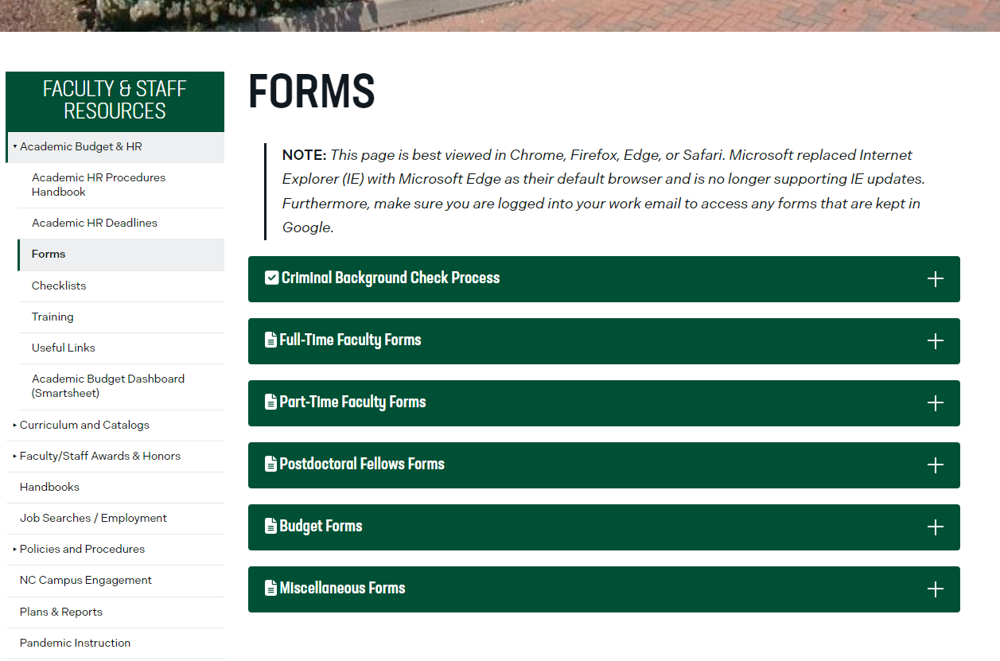 FACULTY & STAFF
RESOURCES
Academic Budget & HR
Academic HR Procedures
Handbook
Academic HR Deadlines
Forms
Checklists
Training
Useful Links
Academic Budget Dashboard
(Smartsheet)
Curriculum and Catalogs
Faculty/Staff Awards & Honors
Handbooks
Job Searches / Employment
Policies and Procedures
NC Campus Engagement
Plans & Reports
Pandemic Instruction
FORMS
NOTE: This page is best viewed in Chrome, Firefox, Edge, or Safari. Microsoft replaced Internet
Explorer (IE) with Microsoft Edge as their default browser and is no longer supporting IE updates.
Furthermore, make sure you are logged into your work email to access any forms that are kept in
Google.
Criminal Background Check Process
Full-Time Faculty Forms
Part-Time Faculty Forms
Postdoctoral Fellows Forms
Budget Forms
Miscellaneous Forms